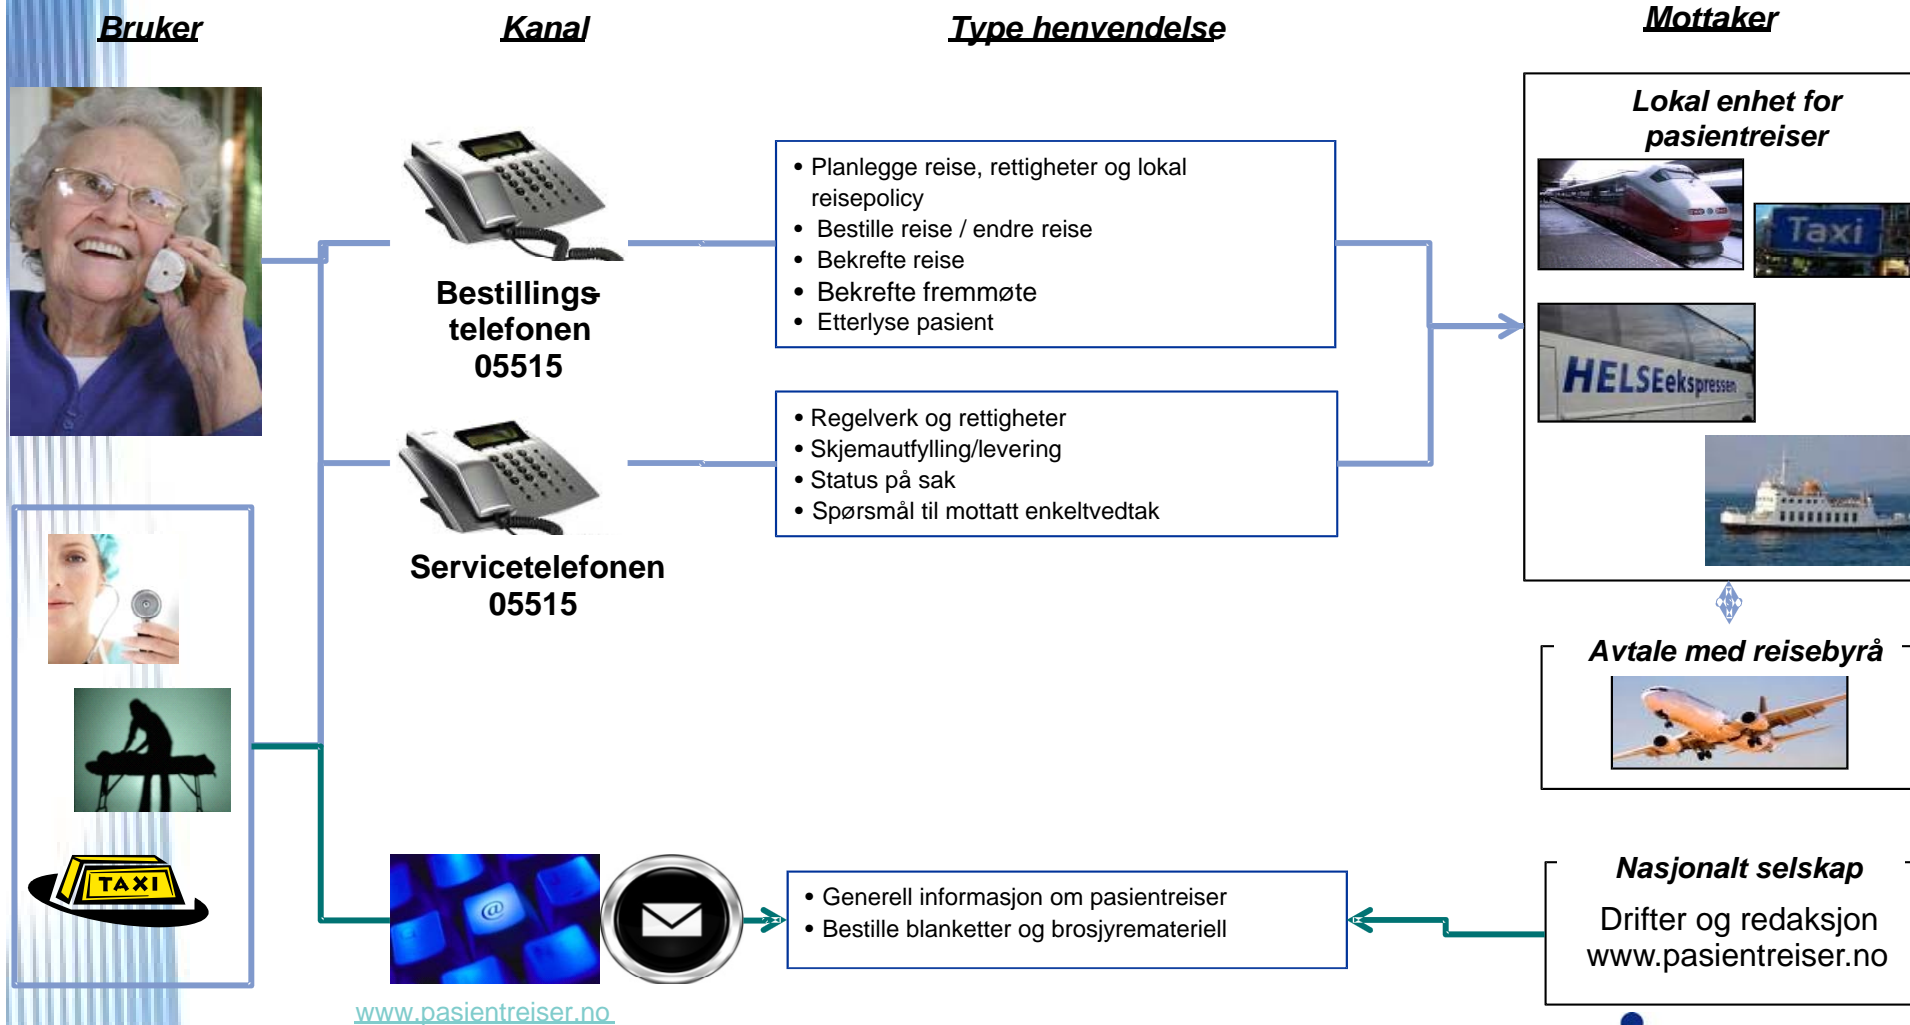 Bruker
Kanal
Type henvendelse
Mottaker
Bestillings-
telefonen
05515
• Planlegge reise, rettigheter og lokal
reisepolicy
• Bestille reise / endre reise
• Bekrefte reise
• Bekrefte fremmøte
• Etterlyse pasient
Lokal enhet for
pasientreiser
Taxi
HELSEekspressen
Servicetelefonen
05515
• Regelverk og rettigheter
• Skjemautfylling/levering
• Status på sak
• Spørsmål til mottatt enkeltvedtak
Avtale med reisebyrå
TAXI
@
www.pasientreiser.no
• Generell informasjon om pasientreiser
• Bestille blanketter og brosjyremateriell
Nasjonalt selskap
Drifter og redaksjon
www.pasientreiser.no